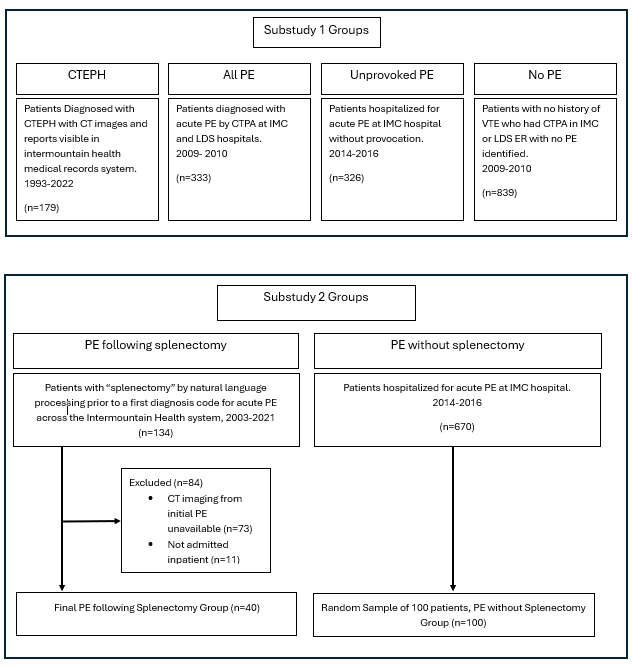 Substudy 1 Groups
CTEPH
All PE
Unprovoked PE
No PE
Patients Diagnosed with
CTEPH with CT images and
reports visible in
intermountain health
medical records system.
1993-2022
(n=179)
Patients diagnosed with
acute PE by CTPA at IMC
and LDS hospitals.
2009- 2010
(n=333)
Patients hospitalized for
acute PE at IMC hospital
without provocation.
2014-2016
(n=326)
Patients with no history of
VTE who had CTPA in IMC
or LDS ER with no PE
identified.
2009-2010
(n=839)
Substudy 2 Groups
PE following splenectomy
PE without splenectomy
Patients with “splenectomy” by natural language
processing prior to a first diagnosis code for acute PE
across the Intermountain Health system, 2003-2021
(n=134)
Patients hospitalized for acute PE at IMC hospital.
2014-2016
(n=670)
Excluded (n=84)
• CT imaging from
initial PE
unavailable (n=73)
• Not admitted
inpatient (n=11)
Final PE following Splenectomy Group (n=40)
Random Sample of 100 patients, PE without Splenectomy
Group (n=100)